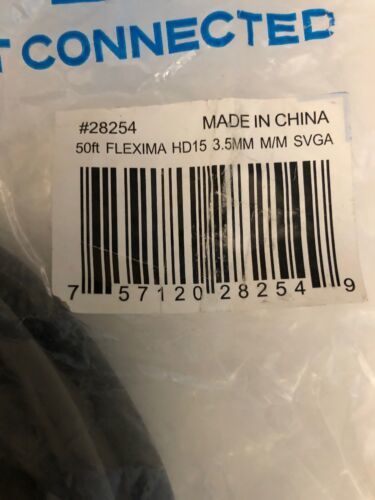 T CONNECTED
#28254 MADE IN CHINA
50ft FLEXIMA HD15 3.5MM M/M SVGA
7 57120 28254 9